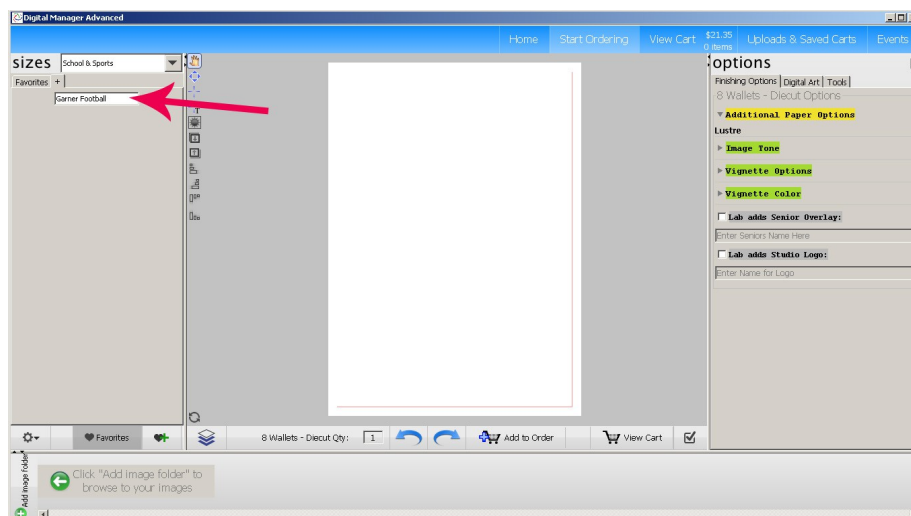 Digital Manager Advanced
Home
Start Ordering
View Cart
$21.35
0 items
Uploads & Saved Carts
Events
sizes
School & Sports
Favorites
+
Garner Football
options
Finishing Options
Digital Art
Tools
8 Wallets - Diecut Options
Additional Paper Options
Lustre
Image Tone
Vignette Options
Vignette Color
Lab adds Senior Overlay:
Enter Seniors Name Here
Lab adds Studio Logo:
Enter Name for Logo
Favorites
8 Wallets - Diecut Qty:
1
Add to Order
View Cart
Add image folder
Click "Add image folder" to
browse to your images